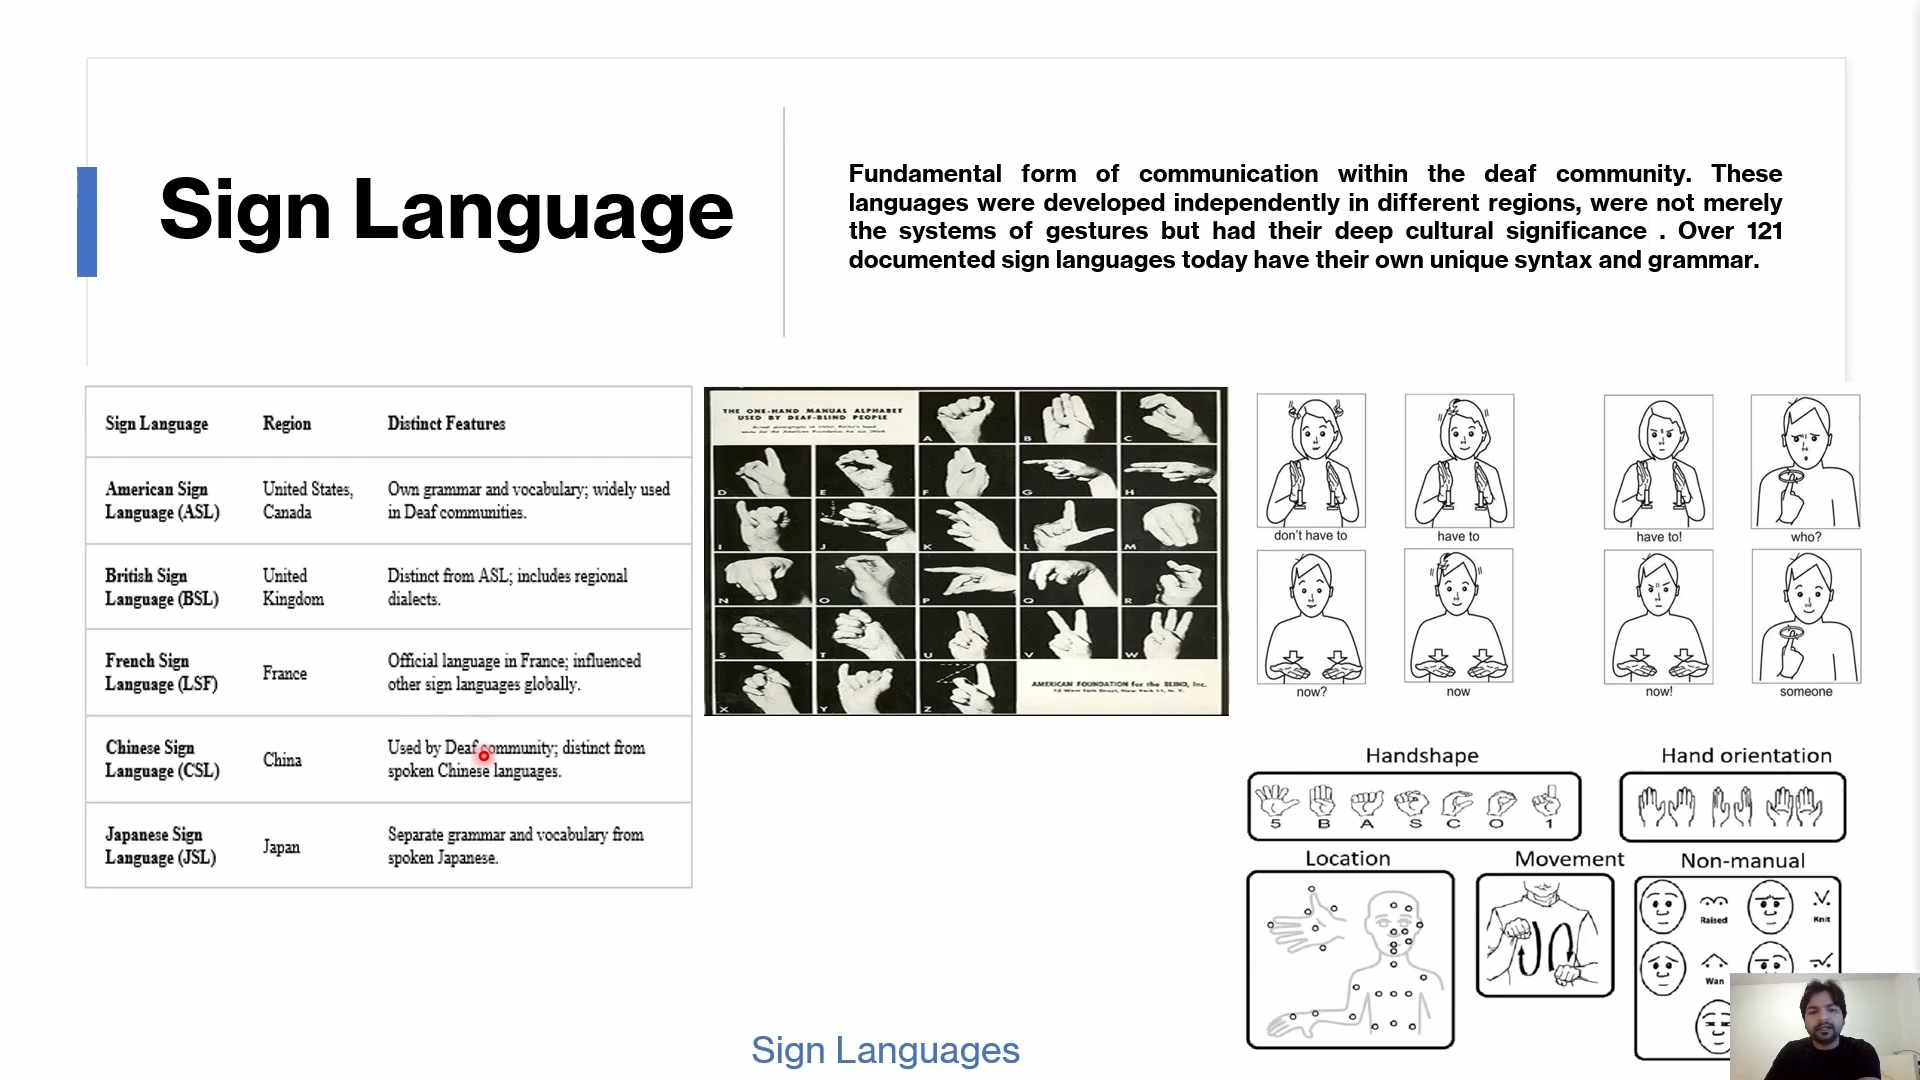 Sign Language
Fundamental form of communication within the deaf community. These
languages were developed independently in different regions, were not merely
the systems of gestures but had their deep cultural significance . Over 121
documented sign languages today have their own unique syntax and grammar.
Sign Language Region Distinct Features
American Sign
Language (ASL)
United States,
Canada
Own grammar and vocabulary; widely used
in Deaf communities.
British Sign
Language (BSL)
United
Kingdom
Distinct from ASL; includes regional
dialects.
French Sign
Language (LSF)
France
Official language in France; influenced
other sign languages globally.
Chinese Sign
Language (CSL)
China
Used by Deaf community; distinct from
spoken Chinese languages.
Japanese Sign
Language (JSL)
Japan
Separate grammar and vocabulary from
spoken Japanese.
THE ONE-HAND MANUAL ALPHABET
USED BY DEAF-BLIND PEOPLE
A B C
D E F G H
I J K L M
N O P Q R
S T U V W
X Y Z
AMERICAN FOUNDATION for the BLIND, Inc.
15 West 16th Street, New York 11, N. Y.
don't have to have to have to! who?
now? now now! someone
Handshape
5 B A S C O 1
Hand orientation
Location
Movement
Non-manual
Raised Knit
Wan
Sign Languages